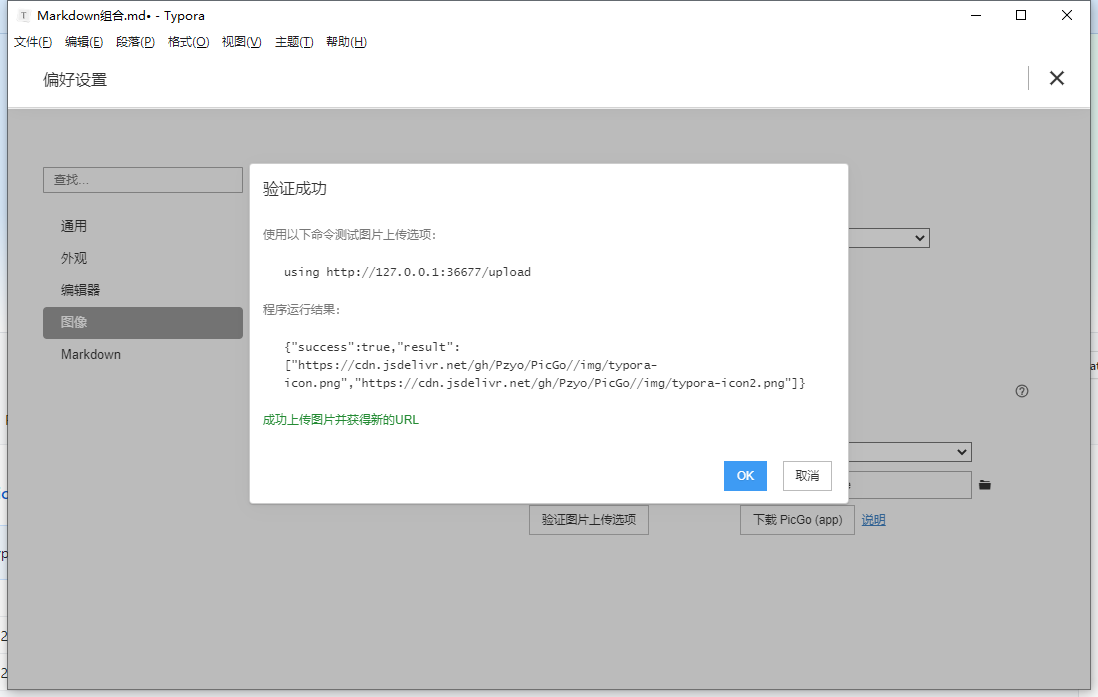 Markdown组合.md• - Typora
文件(F) 编辑(E) 段落(P) 格式(O) 视图(V) 主题(T) 帮助(H)
偏好设置
查找...
通用
外观
编辑器
图像
Markdown
验证成功
使用以下命令测试图片上传选项:
using http://127.0.0.1:36677/upload
程序运行结果:
{"success":true,"result":
["https://cdn.jsdelivr.net/gh/Pzyo/PicGo//img/typora-
icon.png","https://cdn.jsdelivr.net/gh/Pzyo/PicGo//img/typora-icon2.png"]}
成功上传图片并获得新的URL
OK 取消
验证图片上传选项 下载 PicGo (app) 说明